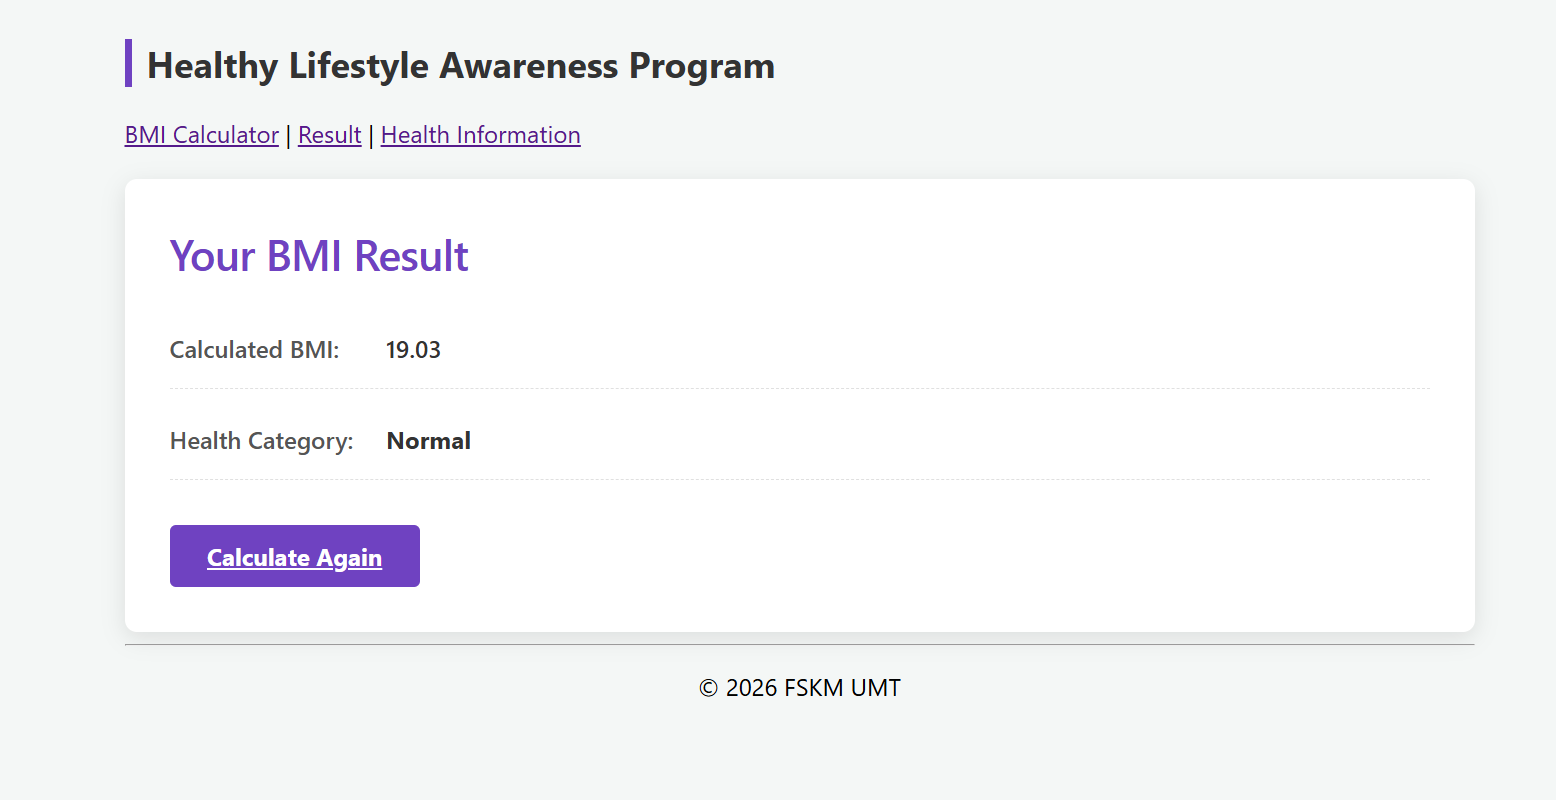 Healthy Lifestyle Awareness Program
BMI Calculator | Result | Health Information
Your BMI Result
Calculated BMI: 19.03
Health Category: Normal
Calculate Again
© 2026 FSKM UMT